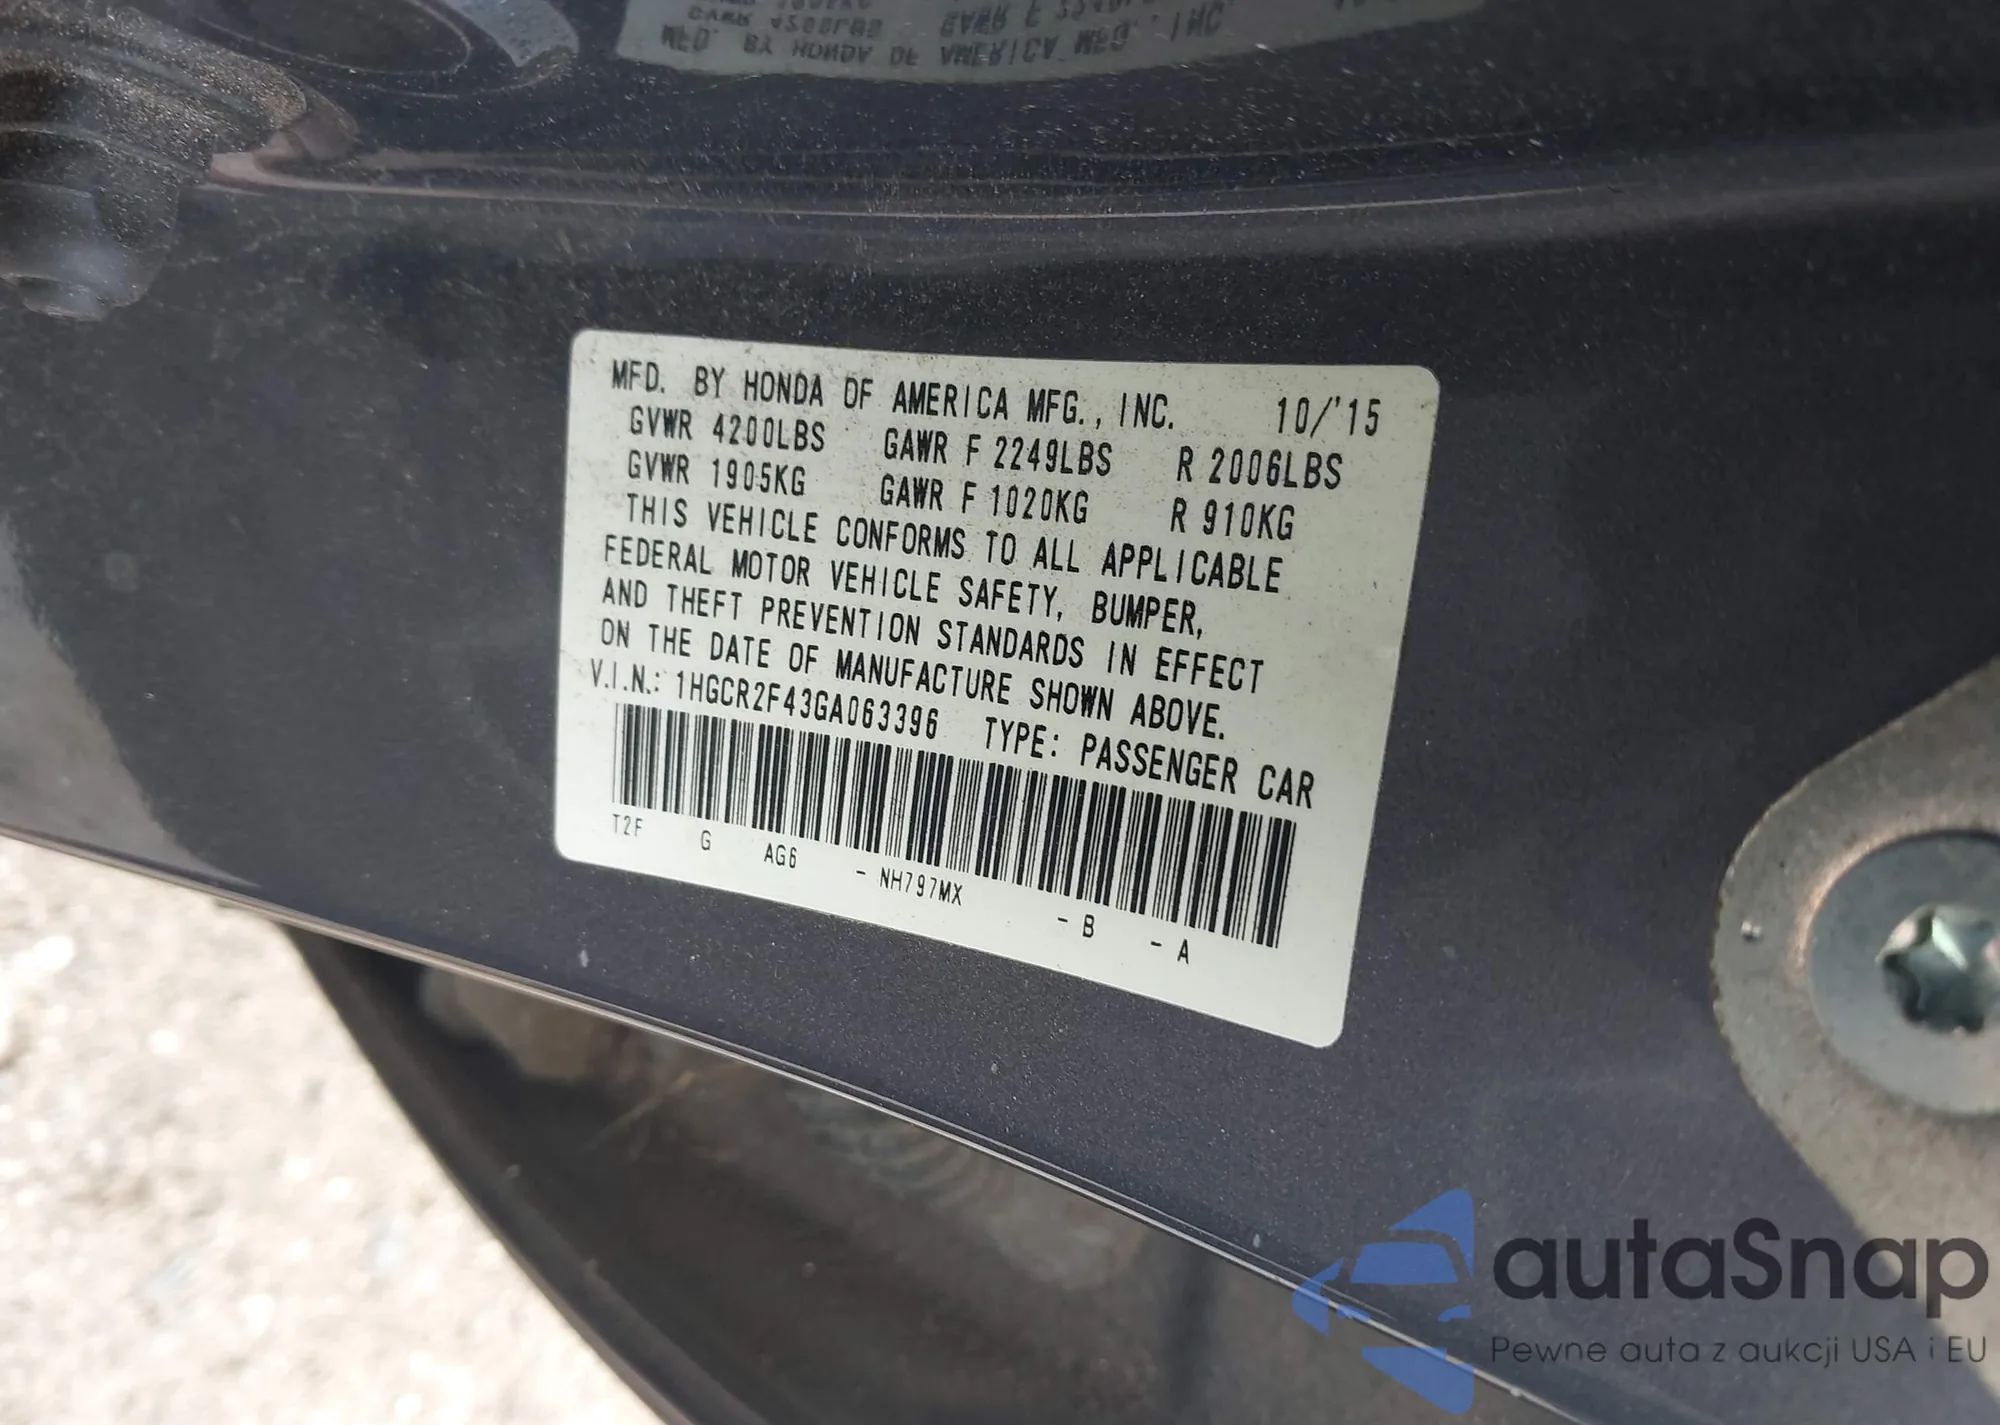 MFD. BY HONDA OF AMERICA MFG., INC. 10/'15
GVWR 4200LBS GAWR F 2249LBS R 2006LBS
GVWR 1905KG GAWR F 1020KG R 910KG
THIS VEHICLE CONFORMS TO ALL APPLICABLE
FEDERAL MOTOR VEHICLE SAFETY, BUMPER,
AND THEFT PREVENTION STANDARDS IN EFFECT
ON THE DATE OF MANUFACTURE SHOWN ABOVE.
V.I.N.: 1HGCR2F43GA063396 TYPE: PASSENGER CAR
T2F G AG6 - NH797MX - B - A
autaSnap
Pewne auta z aukcji USA i EU